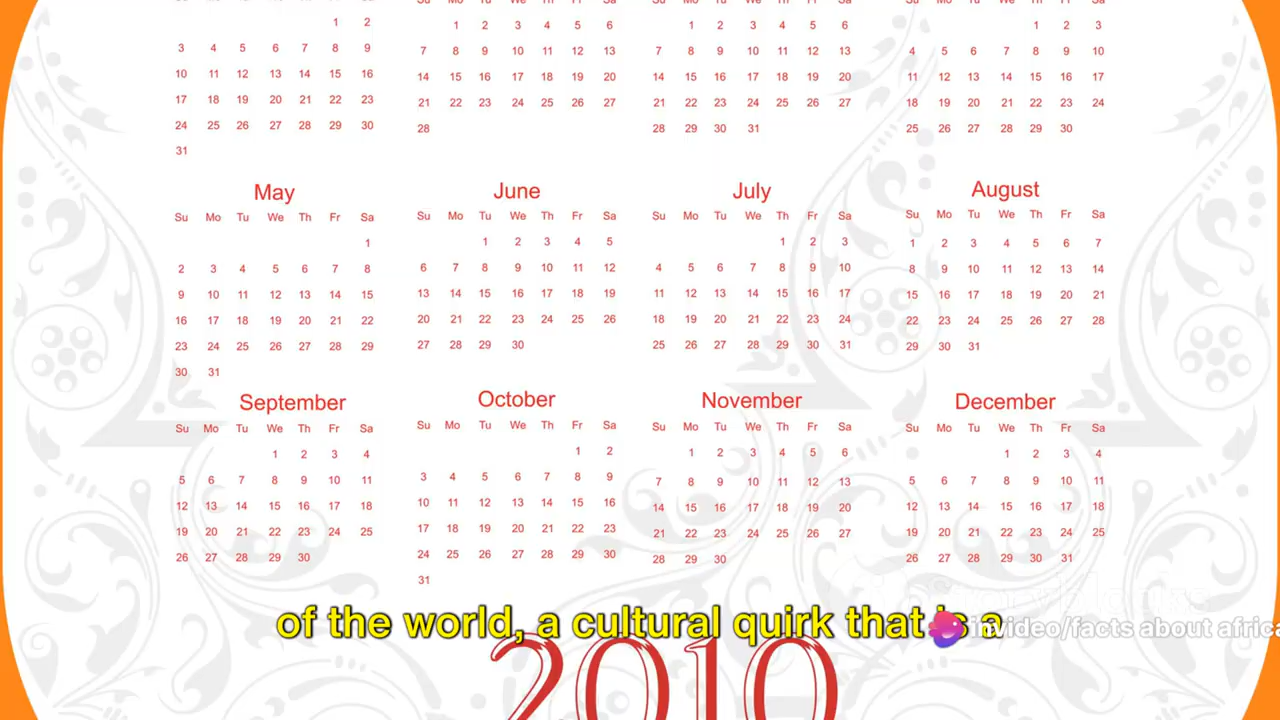 1 2
3 4 5 6 7 8 9
10 11 12 13 14 15 16
17 18 19 20 21 22 23
24 25 26 27 28 29 30
31
Su Mo Tu We Th Fr Sa
1 2 3 4 5 6
7 8 9 10 11 12 13
14 15 16 17 18 19 20
21 22 23 24 25 26 27
28
Su Mo Tu We Th Fr Sa
1 2 3 4 5 6
7 8 9 10 11 12 13
14 15 16 17 18 19 20
21 22 23 24 25 26 27
28 29 30 31
Su Mo Tu We Th Fr Sa
1 2 3
4 5 6 7 8 9 10
11 12 13 14 15 16 17
18 19 20 21 22 23 24
25 26 27 28 29 30
May
Su Mo Tu We Th Fr Sa
1
2 3 4 5 6 7 8
9 10 11 12 13 14 15
16 17 18 19 20 21 22
23 24 25 26 27 28 29
30 31
June
Su Mo Tu We Th Fr Sa
1 2 3 4 5
6 7 8 9 10 11 12
13 14 15 16 17 18 19
20 21 22 23 24 25 26
27 28 29 30
July
Su Mo Tu We Th Fr Sa
1 2 3
4 5 6 7 8 9 10
11 12 13 14 15 16 17
18 19 20 21 22 23 24
25 26 27 28 29 30 31
August
Su Mo Tu We Th Fr Sa
1 2 3 4 5 6 7
8 9 10 11 12 13 14
15 16 17 18 19 20 21
22 23 24 25 26 27 28
29 30 31
September
Su Mo Tu We Th Fr Sa
1 2 3 4
5 6 7 8 9 10 11
12 13 14 15 16 17 18
19 20 21 22 23 24 25
26 27 28 29 30
October
Su Mo Tu We Th Fr Sa
1 2
3 4 5 6 7 8 9
10 11 12 13 14 15 16
17 18 19 20 21 22 23
24 25 26 27 28 29 30
31
November
Su Mo Tu We Th Fr Sa
1 2 3 4 5 6
7 8 9 10 11 12 13
14 15 16 17 18 19 20
21 22 23 24 25 26 27
28 29 30
December
Su Mo Tu We Th Fr Sa
1 2 3 4
5 6 7 8 9 10 11
12 13 14 15 16 17 18
19 20 21 22 23 24 25
26 27 28 29 30 31
of the world, a cultural quirk that is a
invideo/facts about africa
2010